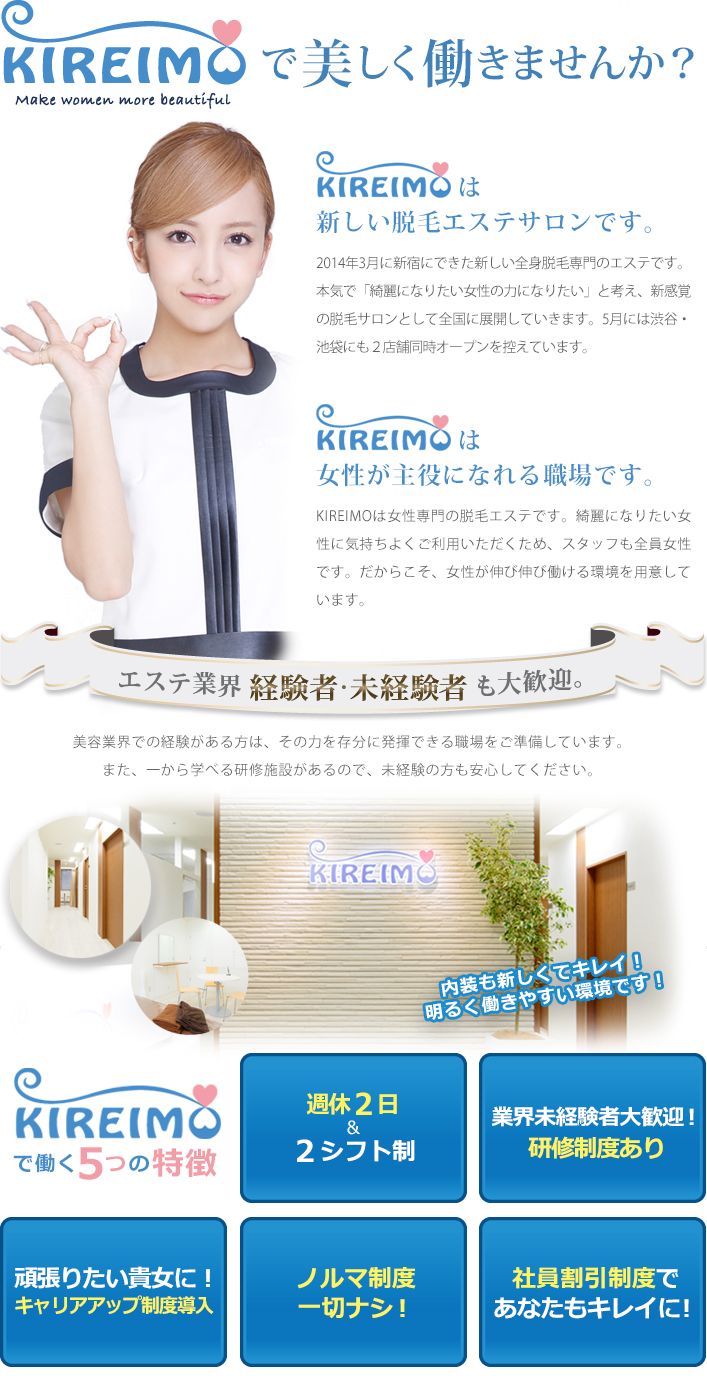 KIREIMO で美しく働きませんか？
Make women more beautiful
KIREIMO は
新しい脱毛エステサロンです。
2014年3月に新宿にできた新しい全身脱毛専門のエステです。
本気で「綺麗になりたい女性の力になりたい」と考え、新感覚
の脱毛サロンとして全国に展開していきます。5月には渋谷・
池袋にも２店舗同時オープンを控えています。
KIREIMO は
女性が主役になれる職場です。
KIREIMOは女性専門の脱毛エステです。綺麗になりたい女
性に気持ちよくご利用いただくため、スタッフも全員女性
です。だからこそ、女性が伸び伸び働ける環境を用意して
います。
エステ業界 経験者・未経験者 も大歓迎。
美容業界での経験がある方は、その力を存分に発揮できる職場をご準備しています。
また、一から学べる研修施設があるので、未経験の方も安心してください。
KIREIMO
内装も新しくてキレイ！
明るく働きやすい環境です！
KIREIMO
で働く5つの特徴
週休２日
&
２シフト制
業界未経験者大歓迎！
研修制度あり
頑張りたい貴女に！
キャリアアップ制度導入
ノルマ制度
一切ナシ！
社員割引制度で
あなたもキレイに！